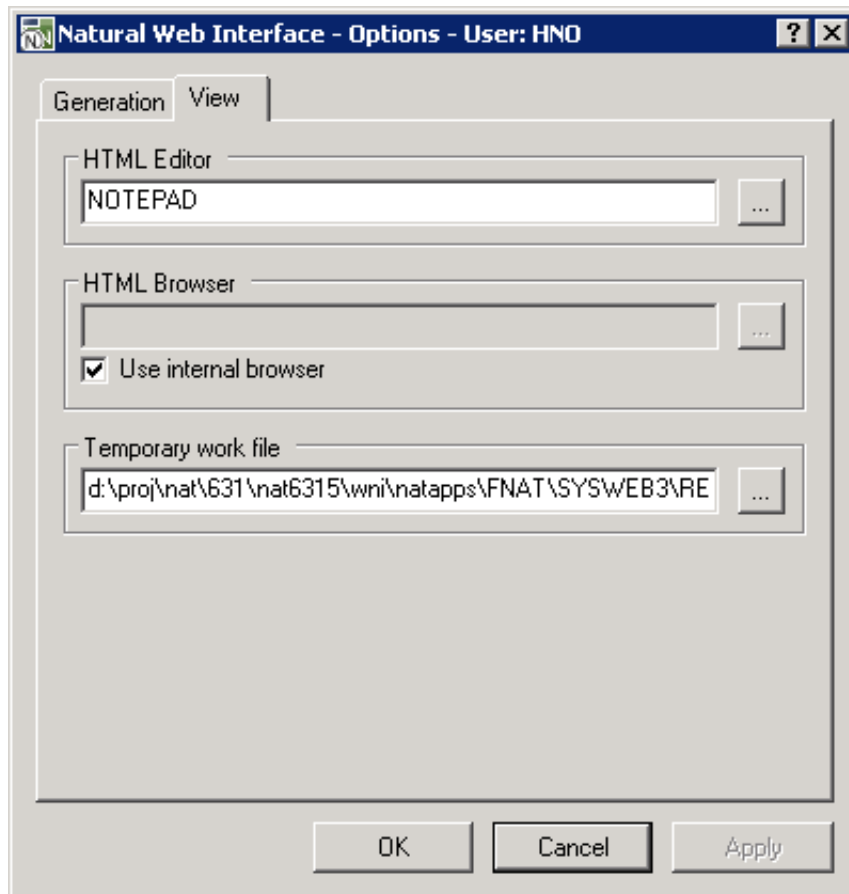 Natural Web Interface - Options - User: HNO
Generation View
HTML Editor
NOTEPAD
...
HTML Browser
...
Use internal browser
Temporary work file
d:\proj\nat\631\nat6315\wni\natapps\FNAT\SYSWEB3\RE
...
OK Cancel Apply